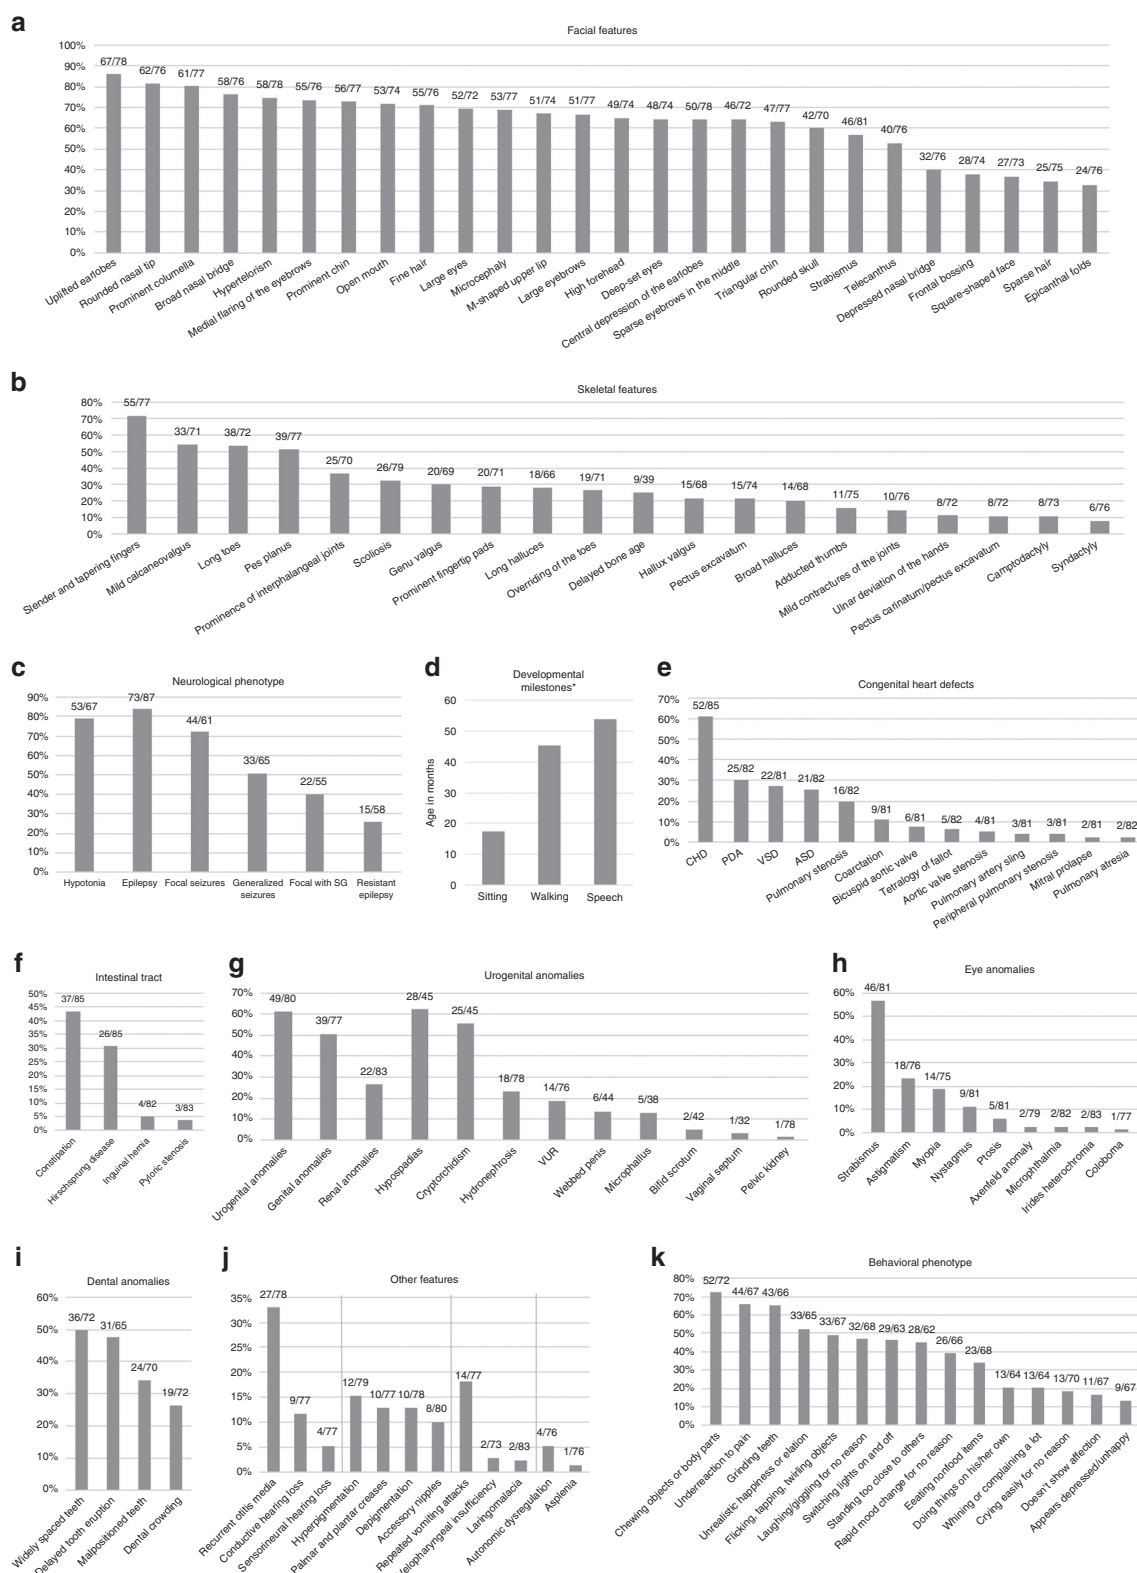 a
Facial features
100%
90%
80%
70%
60%
50%
40%
30%
20%
10%
0%
67/78 62/76 61/77 58/76 58/78 55/76 56/77 53/74 55/76 52/72 53/77 51/74 51/77 49/74 48/74 50/78 46/72 47/77 42/70 46/81 40/76 32/76 28/74 27/73 25/75 24/76
Uplifted earlobes
Rounded nasal tip
Prominent columella
Broad nasal bridge
Hypertelorism
Medial flaring of the eyebrows
Prominent chin
Open mouth
Fine hair
Large eyes
Microcephaly
M-shaped upper lip
Large eyebrows
High forehead
Deep-set eyes
Central depression of the earlobes
Sparse eyebrows in the middle
Triangular chin
Rounded skull
Strabismus
Telecanthus
Depressed nasal bridge
Frontal bossing
Square-shaped face
Sparse hair
Epicanthal folds
b
Skeletal features
80%
70%
60%
50%
40%
30%
20%
10%
0%
55/77 33/71 38/72 39/77 25/70 26/79 20/69 20/71 18/66 19/71 9/39 15/68 15/74 14/68 11/75 10/76 8/72 8/72 8/73 6/76
Slender and tapering fingers
Mild calcaneovalgus
Long toes
Pes planus
Prominence of interphalangeal joints
Scoliosis
Genu valgus
Prominent fingertip pads
Long halluces
Overriding of the toes
Delayed bone age
Hallux valgus
Pectus excavatum
Broad halluces
Adducted thumbs
Mild contractures of the joints
Ulnar deviation of the hands
Pectus carinatum/pectus excavatum
Camptodactyly
Syndactyly
c
Neurological phenotype
90%
80%
70%
60%
50%
40%
30%
20%
10%
0%
53/67 73/87 44/61 33/65 22/55 15/58
Hypotonia
Epilepsy
Focal seizures
Generalized
seizures
Focal with SG
Resistant
epilepsy
d
Developmental
milestones*
Age in months
60
50
40
30
20
10
0
Sitting
Walking
Speech
e
Congenital heart defects
70%
60%
50%
40%
30%
20%
10%
0%
52/85 25/82 22/81 21/82 16/82 9/81 6/81 5/82 4/81 3/81 3/81 2/81 2/82
CHD
PDA
VSD
ASD
Pulmonary stenosis
Coarctation
Bicuspid aortic valve
Tetralogy of fallot
Aortic valve stenosis
Pulmonary artery sling
Peripheral pulmonary stenosis
Mitral prolapse
Pulmonary atresia
f
Intestinal tract
50%
45%
40%
35%
30%
25%
20%
15%
10%
5%
0%
37/85 26/85 4/82 3/83
Constipation
Hirschsprung disease
Inguinal hernia
Pyloric stenosis
g
Urogenital anomalies
70%
60%
50%
40%
30%
20%
10%
0%
49/80 39/77 22/83 28/45 25/45 18/78 14/76 6/44 5/38 2/42 1/32 1/78
Urogenital anomalies
Genital anomalies
Renal anomalies
Hypospadias
Cryptorchidism
Hydronephrosis
VUR
Webbed penis
Microphallus
Bifid scrotum
Vaginal septum
Pelvic kidney
h
Eye anomalies
60%
50%
40%
30%
20%
10%
0%
46/81 18/76 14/75 9/81 5/81 2/79 2/82 2/83 1/77
Strabismus
Astigmatism
Myopia
Nystagmus
Ptosis
Axenfeld anomaly
Microphthalmia
Irides heterochromia
Coloboma
i
Dental anomalies
60%
50%
40%
30%
20%
10%
0%
36/72 31/65 24/70 19/72
Widely spaced teeth
Delayed tooth eruption
Malpositioned teeth
Dental crowding
j
Other features
35%
30%
25%
20%
15%
10%
5%
0%
27/78 9/77 4/77 12/79 10/77 10/78 8/80 14/77 2/73 2/83 4/76 1/76
Recurrent otitis media
Conductive hearing loss
Sensorineural hearing loss
Hyperpigmentation
Palmar and plantar creases
Depigmentation
Accessory nipples
Repeated vomiting attacks
Velopharyngeal insufficiency
Laringomalacia
Autonomic dysregulation
Asplenia
k
Behavioral phenotype
80%
70%
60%
50%
40%
30%
20%
10%
0%
52/72 44/67 43/66 33/65 33/67 32/68 29/63 28/62 26/66 23/68 13/64 13/64 13/70 11/67 9/67
Chewing objects or body parts
Underreaction to pain
Grinding teeth
Unrealistic happiness or elation
Flicking, tapping, twirling objects
Laughing/giggling for no reason
Switching lights on and off
Standing too close to others
Rapid mood change for no reason
Eeating nonfood items
Doing things on his/her own
Whining or complaining a lot
Crying easily for no reason
Doesn't show affection
Appears depressed/unhappy